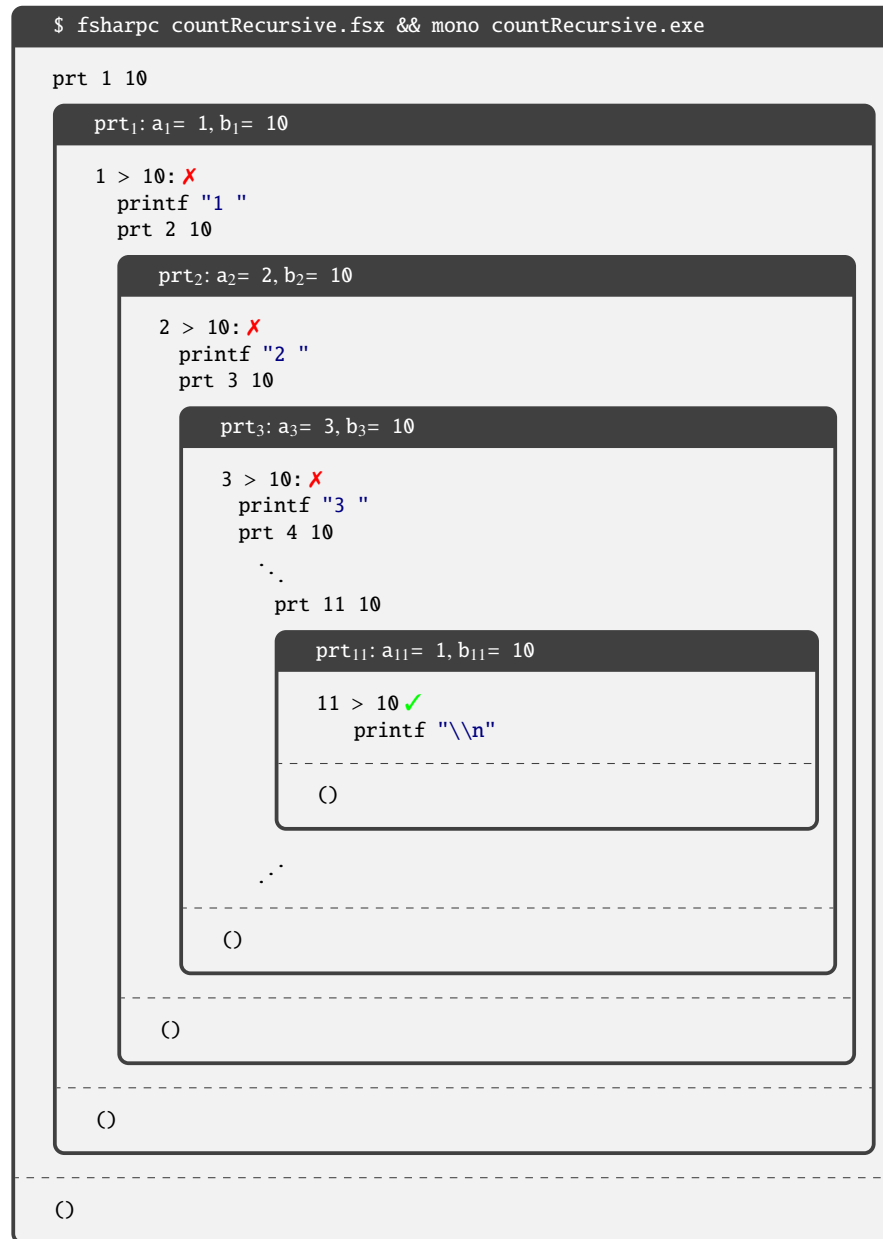 $ fsharpc countRecursive.fsx && mono countRecursive.exe
prt 1 10
prt₁: a₁= 1, b₁= 10
1 > 10: ✗
printf "1 "
prt 2 10
prt₂: a₂= 2, b₂= 10
2 > 10: ✗
printf "2 "
prt 3 10
prt₃: a₃= 3, b₃= 10
3 > 10: ✗
printf "3 "
prt 4 10
⋱
prt 11 10
prt₁₁: a₁₁= 1, b₁₁= 10
11 > 10 ✓
printf "\\n"
()
⋰
()
()
()
()